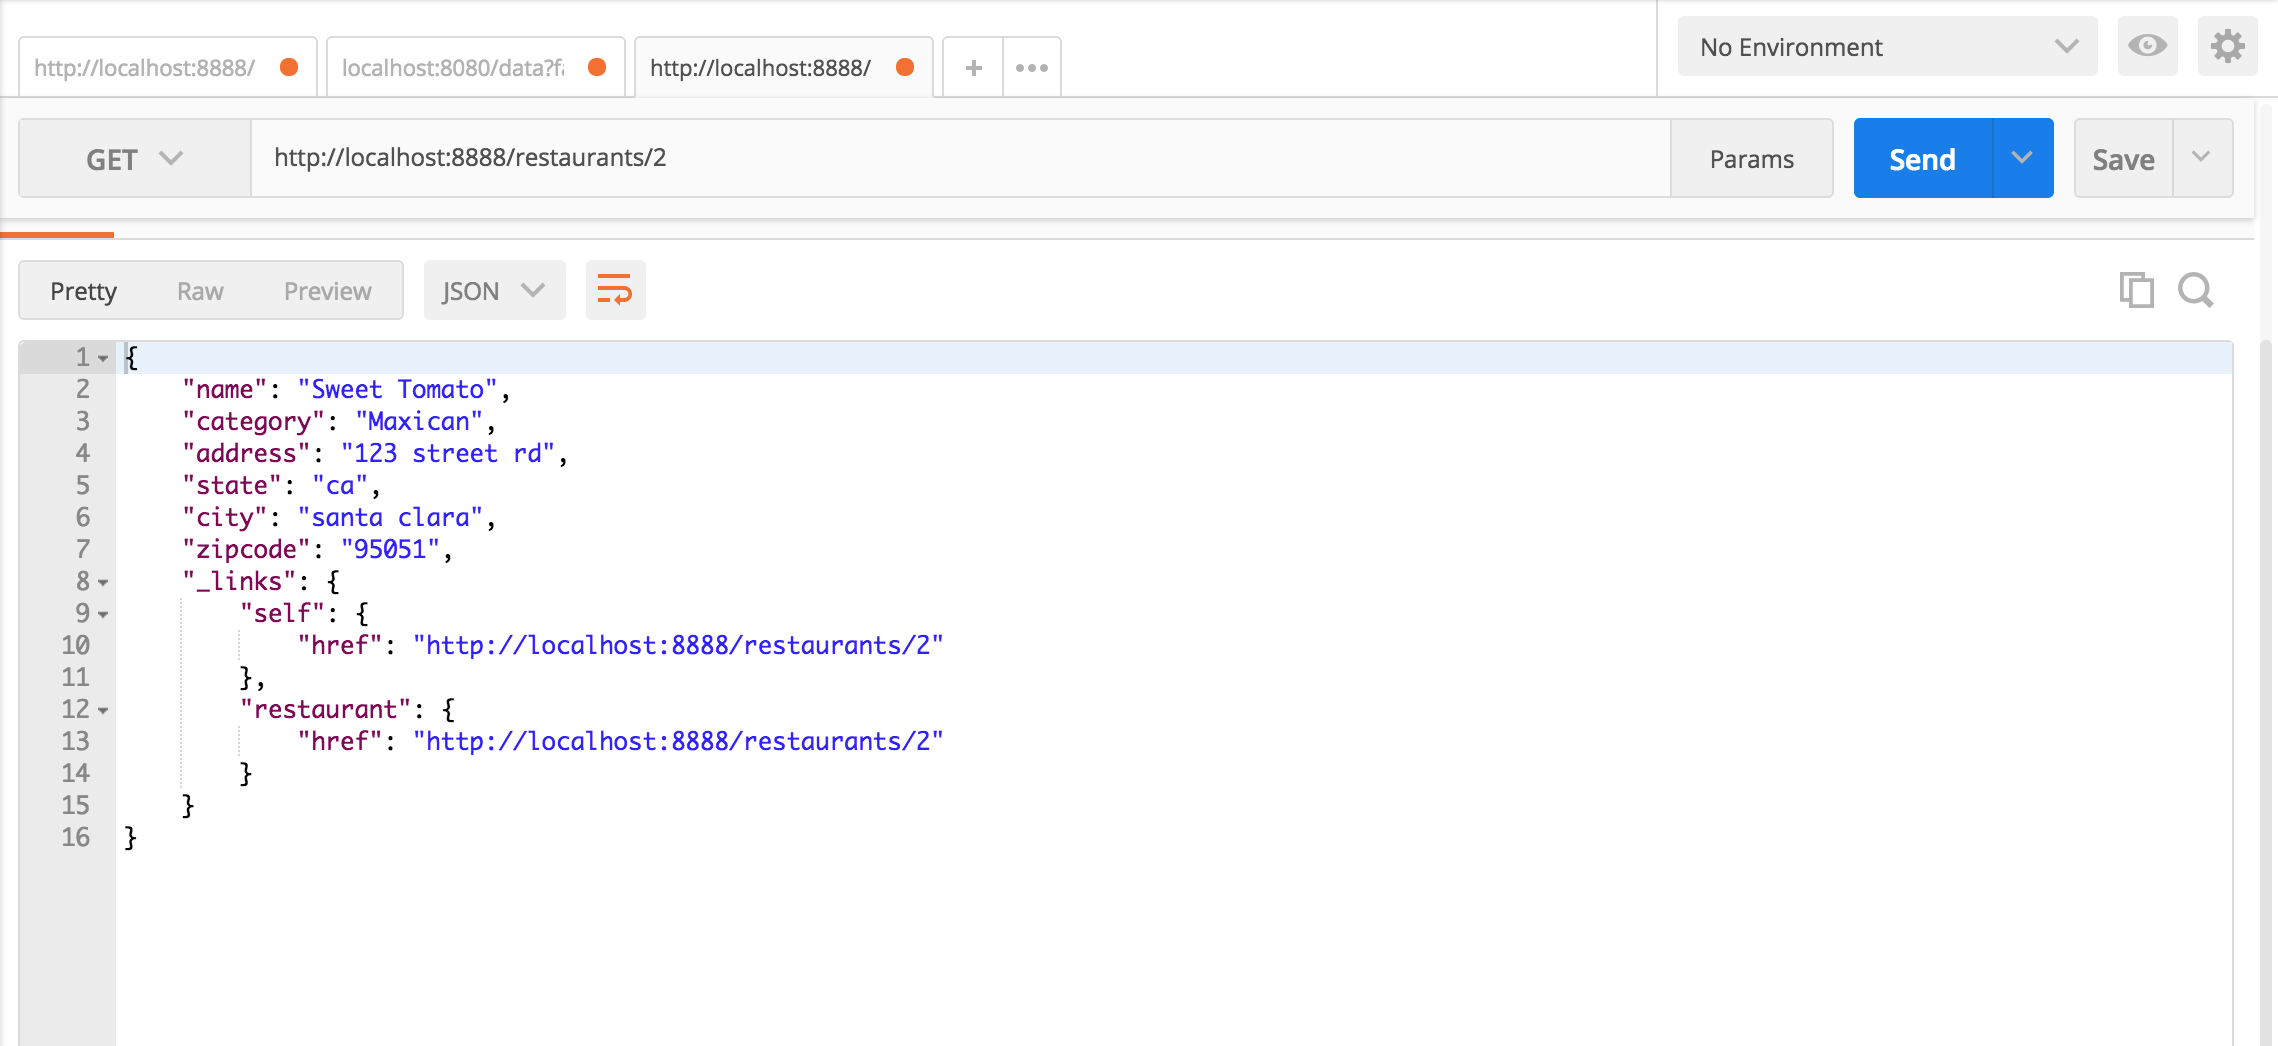 http://localhost:8888/
localhost:8080/data?fa
http://localhost:8888/
No Environment
GET
http://localhost:8888/restaurants/2
Params
Send
Save
Pretty
Raw
Preview
JSON
1 {
2 "name": "Sweet Tomato",
3 "category": "Maxican",
4 "address": "123 street rd",
5 "state": "ca",
6 "city": "santa clara",
7 "zipcode": "95051",
8 "_links": {
9 "self": {
10 "href": "http://localhost:8888/restaurants/2"
11 },
12 "restaurant": {
13 "href": "http://localhost:8888/restaurants/2"
14 }
15 }
16 }